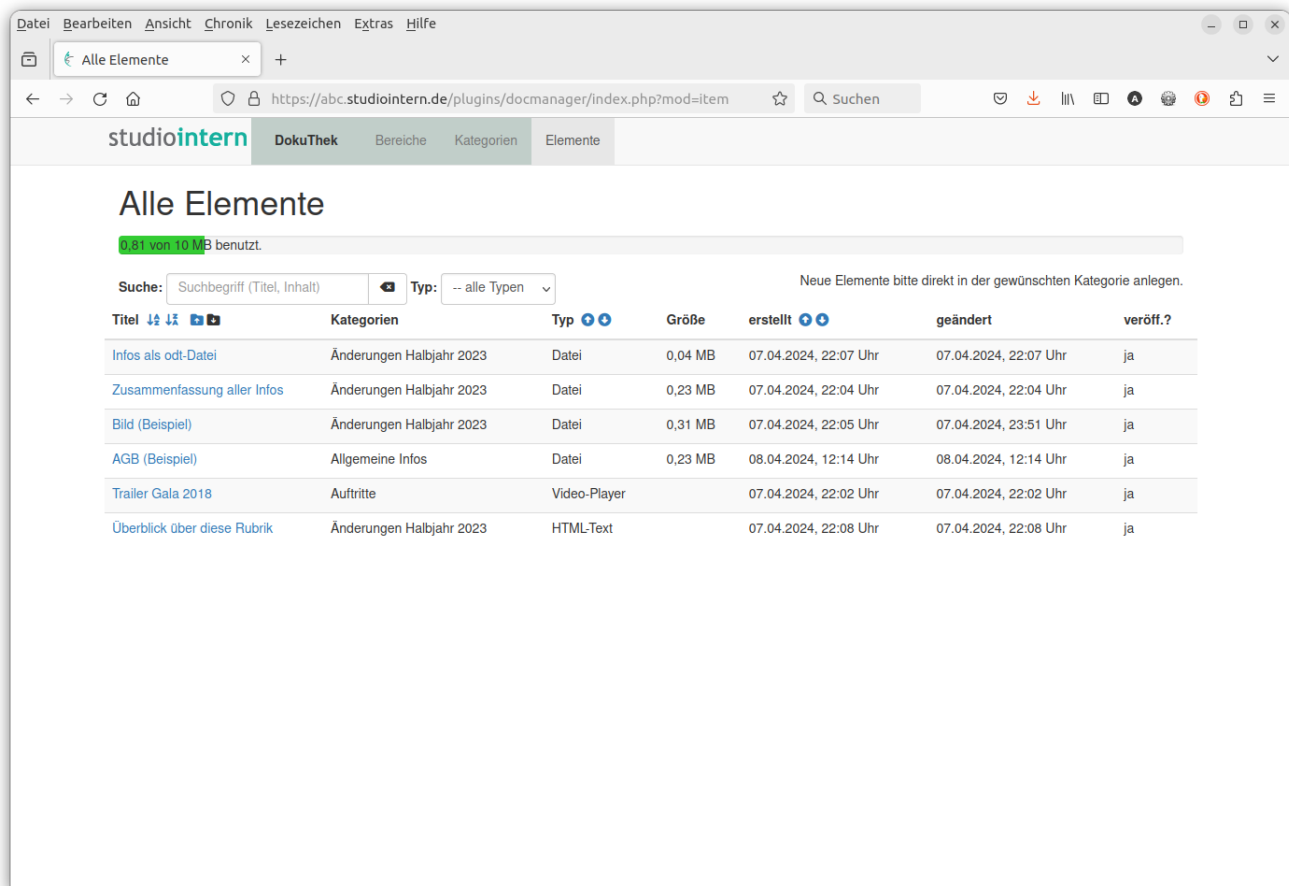 Datei Bearbeiten Ansicht Chronik Lesezeichen Extras Hilfe
Alle Elemente
https://abc.studiointern.de/plugins/docmanager/index.php?mod=item Suchen
studiointern DokuThek Bereiche Kategorien Elemente
Alle Elemente
0,81 von 10 MB benutzt.
Suche: Suchbegriff (Titel, Inhalt) Typ: -- alle Typen Neue Elemente bitte direkt in der gewünschten Kategorie anlegen.
Titel Kategorien Typ Größe erstellt geändert veröff.?
Infos als odt-Datei Änderungen Halbjahr 2023 Datei 0,04 MB 07.04.2024, 22:07 Uhr 07.04.2024, 22:07 Uhr ja
Zusammenfassung aller Infos Änderungen Halbjahr 2023 Datei 0,23 MB 07.04.2024, 22:04 Uhr 07.04.2024, 22:04 Uhr ja
Bild (Beispiel) Änderungen Halbjahr 2023 Datei 0,31 MB 07.04.2024, 22:05 Uhr 07.04.2024, 23:51 Uhr ja
AGB (Beispiel) Allgemeine Infos Datei 0,23 MB 08.04.2024, 12:14 Uhr 08.04.2024, 12:14 Uhr ja
Trailer Gala 2018 Auftritte Video-Player 07.04.2024, 22:02 Uhr 07.04.2024, 22:02 Uhr ja
Überblick über diese Rubrik Änderungen Halbjahr 2023 HTML-Text 07.04.2024, 22:08 Uhr 07.04.2024, 22:08 Uhr ja